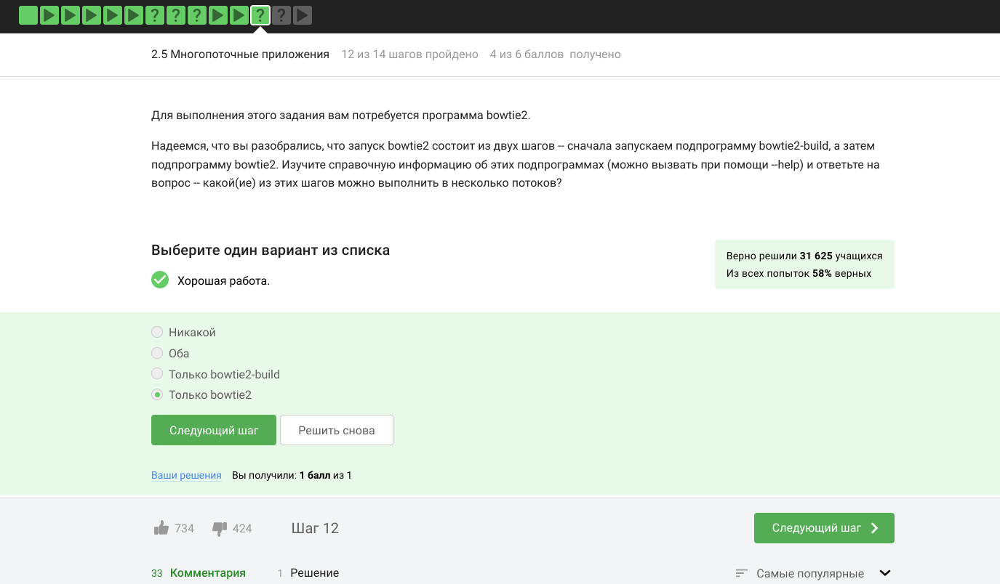 ? ? ? ? ?
2.5 Многопоточные приложения 12 из 14 шагов пройдено 4 из 6 баллов получено
Для выполнения этого задания вам потребуется программа bowtie2.
Надеемся, что вы разобрались, что запуск bowtie2 состоит из двух шагов -- сначала запускаем подпрограмму bowtie2-build, а затем
подпрограмму bowtie2. Изучите справочную информацию об этих подпрограммах (можно вызвать при помощи --help) и ответьте на
вопрос -- какой(ие) из этих шагов можно выполнить в несколько потоков?
Выберите один вариант из списка
Верно решили 31 625 учащихся
Из всех попыток 58% верных
Хорошая работа.
Никакой
Оба
Только bowtie2-build
Только bowtie2
Следующий шаг Решить снова
Ваши решения Вы получили: 1 балл из 1
734 424 Шаг 12 Следующий шаг
33 Комментария 1 Решение Самые популярные